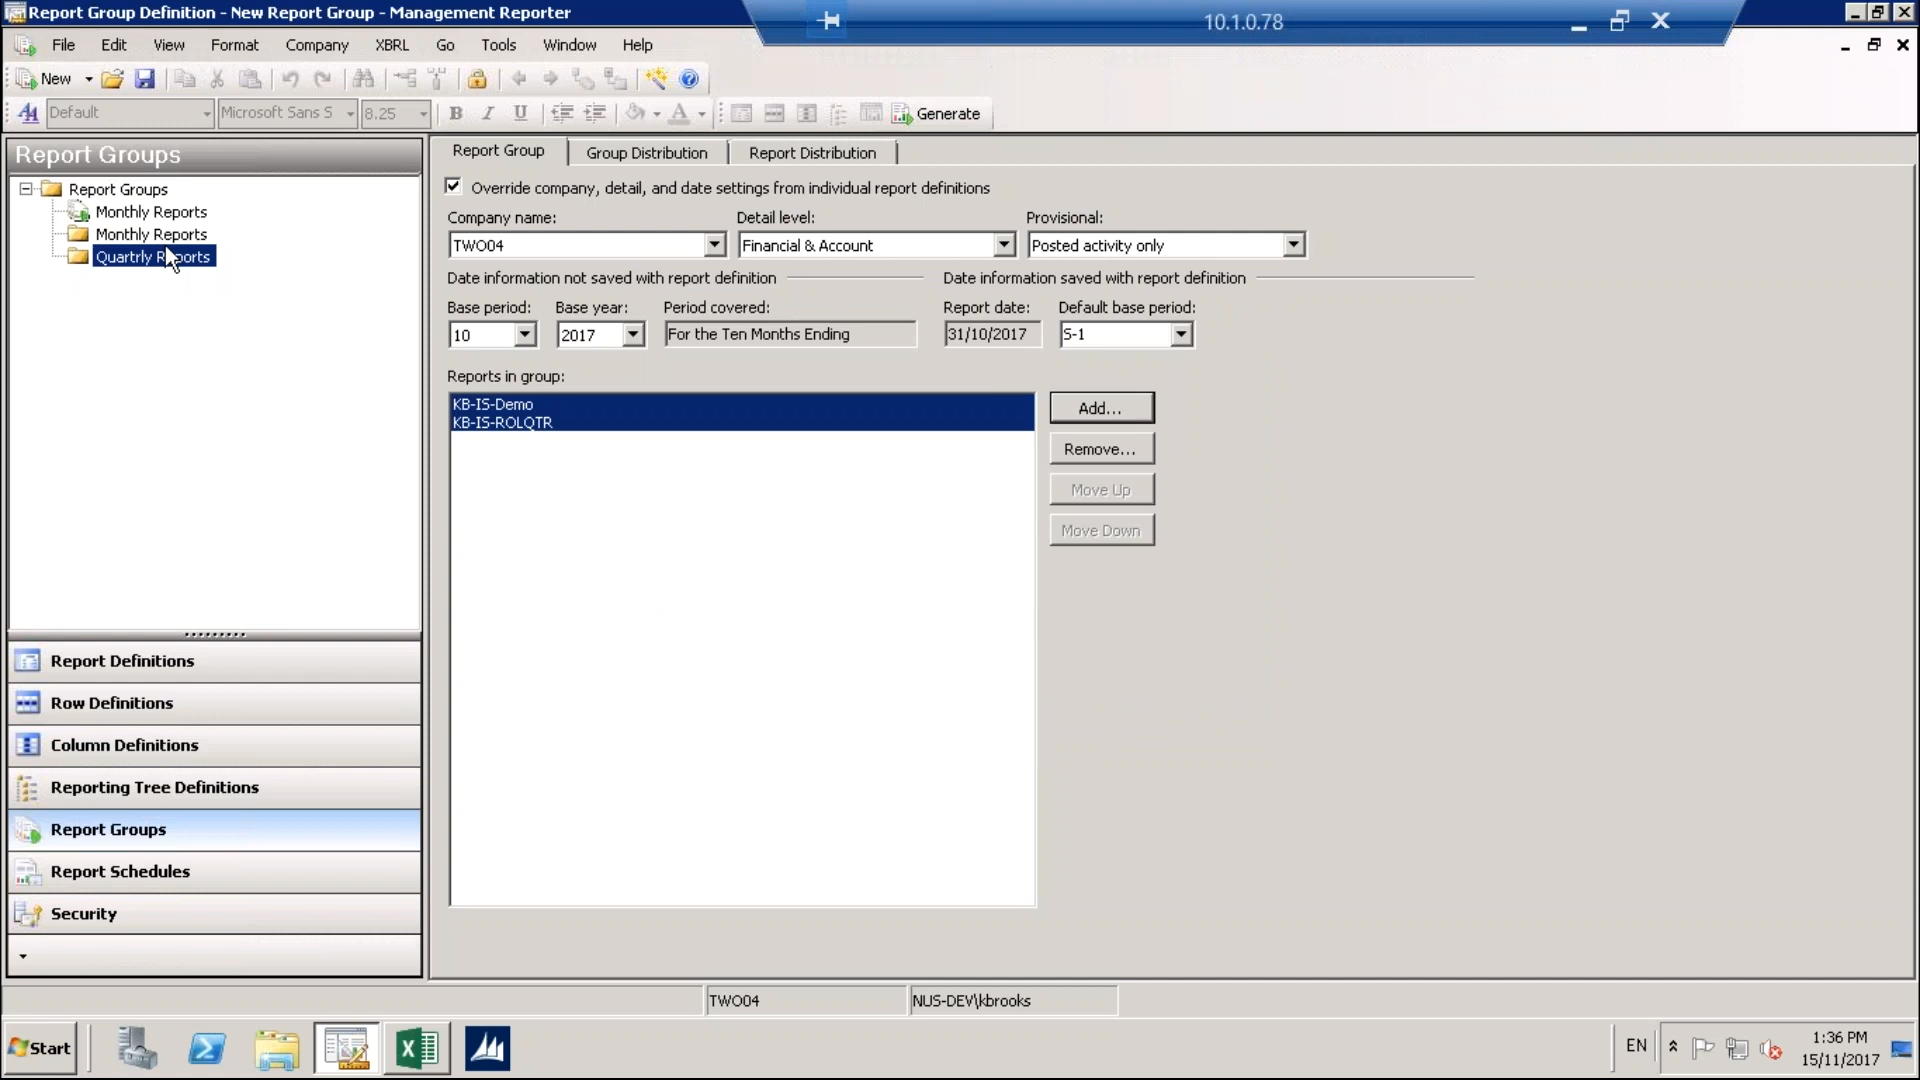 Report Group Definition - New Report Group - Management Reporter
10.1.0.78
File Edit View Format Company XBRL Go Tools Window Help
New
Default Microsoft Sans S 8.25 B I U A Generate
Report Groups
Report Groups
Monthly Reports
Monthly Reports
Quartrly Reports
Report Definitions
Row Definitions
Column Definitions
Reporting Tree Definitions
Report Groups
Report Schedules
Security
Report Group Group Distribution Report Distribution
Override company, detail, and date settings from individual report definitions
Company name: Detail level: Provisional:
TWO04 Financial & Account Posted activity only
Date information not saved with report definition Date information saved with report definition
Base period: Base year: Period covered: Report date: Default base period:
10 2017 For the Ten Months Ending 31/10/2017 S-1
Reports in group:
KB-IS-Demo
KB-IS-ROLQTR
Add...
Remove...
Move Up
Move Down
TWO04 NUS-DEV\kbrooks
Start EN 1:36 PM
15/11/2017